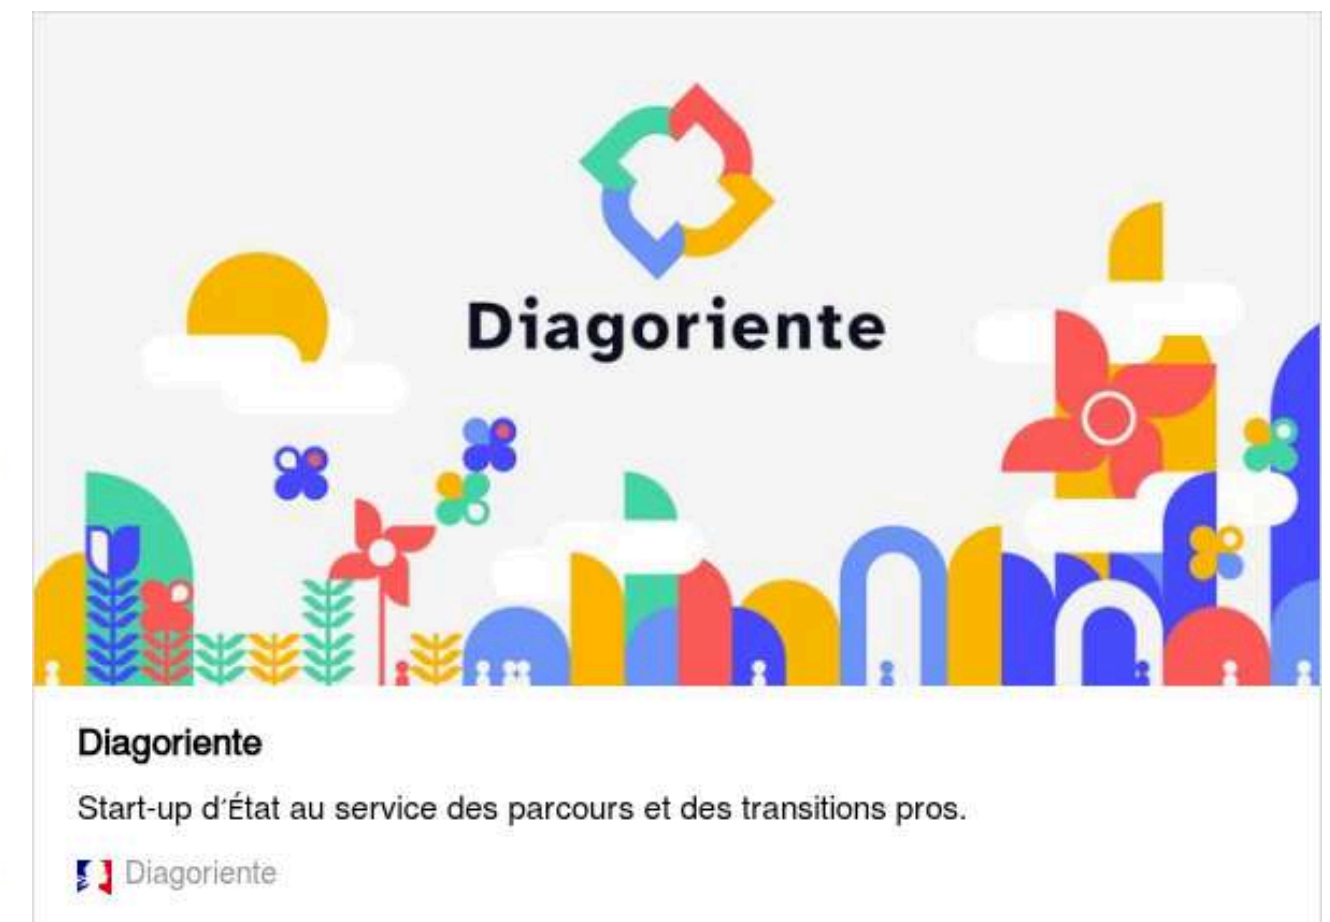 Diagoriente
Diagoriente
Start-up d'État au service des parcours et des transitions pros.
Diagoriente